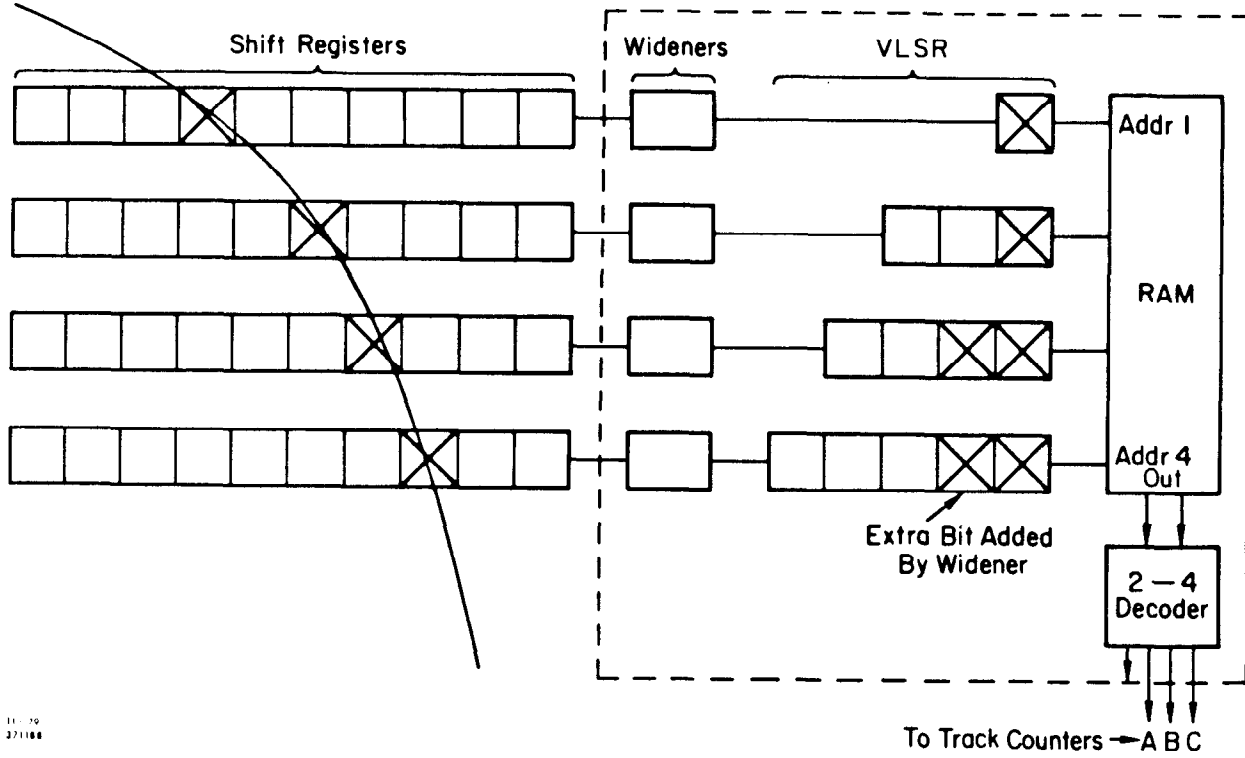 Shift Registers
Wideners
VLSR
Addr 1
RAM
Addr 4
Out
Extra Bit Added
By Widener
2 – 4
Decoder
To Track Counters
A B C